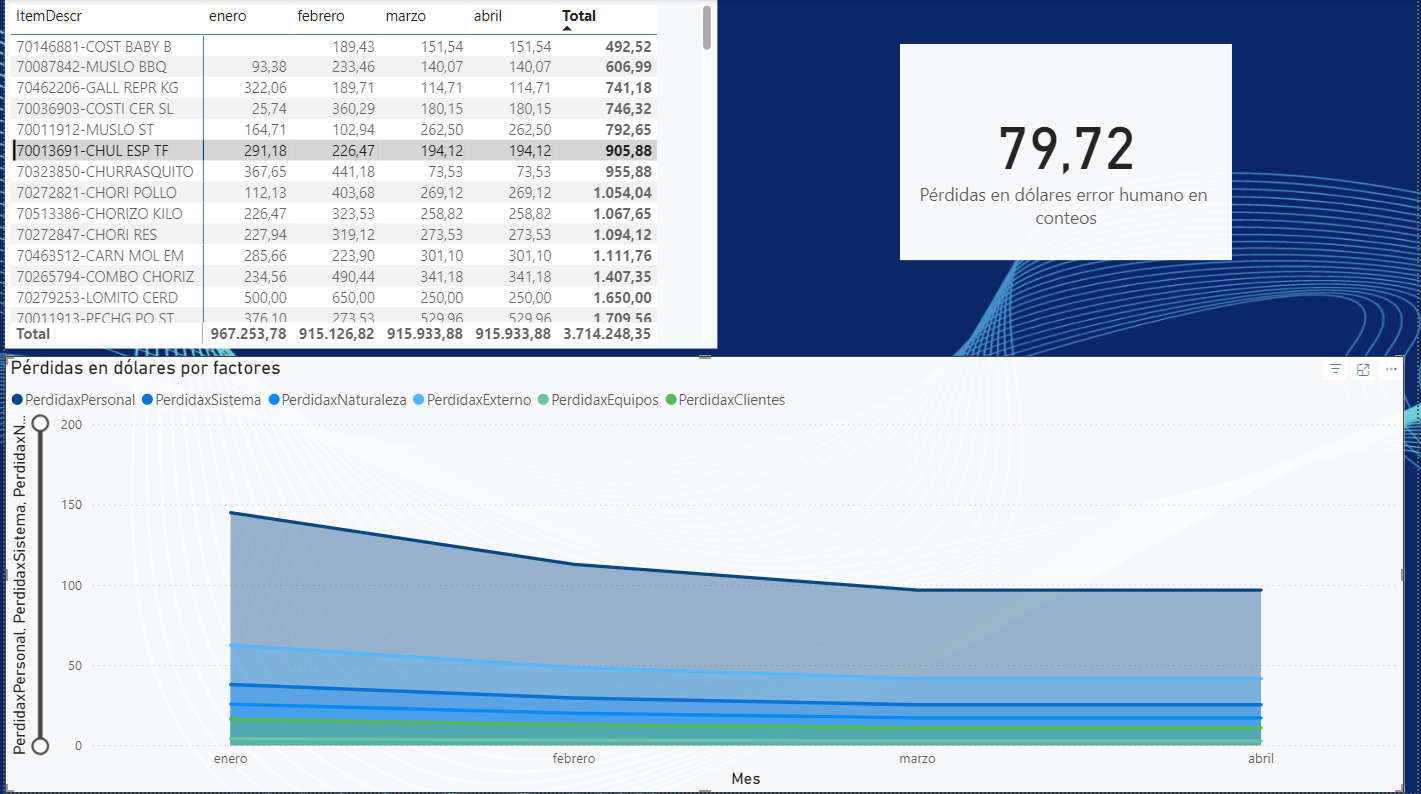 ItemDescr enero febrero marzo abril Total
70146881-COST BABY B 189,43 151,54 151,54 492,52
70087842-MUSLO BBQ 93,38 233,46 140,07 140,07 606,99
70462206-GALL REPR KG 322,06 189,71 114,71 114,71 741,18
70036903-COSTI CER SL 25,74 360,29 180,15 180,15 746,32
70011912-MUSLO ST 164,71 102,94 262,50 262,50 792,65
70013691-CHUL ESP TF 291,18 226,47 194,12 194,12 905,88
70323850-CHURRASQUITO 367,65 441,18 73,53 73,53 955,88
70272821-CHORI POLLO 112,13 403,68 269,12 269,12 1.054,04
70513386-CHORIZO KILO 226,47 323,53 258,82 258,82 1.067,65
70272847-CHORI RES 227,94 319,12 273,53 273,53 1.094,12
70463512-CARN MOL EM 285,66 223,90 301,10 301,10 1.111,76
70265794-COMBO CHORIZ 234,56 490,44 341,18 341,18 1.407,35
70279253-LOMITO CERD 500,00 650,00 250,00 250,00 1.650,00
70011913-PECHG PO ST 376,10 273,53 529,96 529,96 1.709,56
Total 967.253,78 915.126,82 915.933,88 915.933,88 3.714.248,35
79,72
Pérdidas en dólares error humano en
conteos
Pérdidas en dólares por factores
PerdidaxPersonal PerdidaxSistema PerdidaxNaturaleza PerdidaxExterno PerdidaxEquipos PerdidaxClientes
PerdidaxPersonal, PerdidaxSistema, PerdidaxN...
200
150
100
50
0
enero febrero marzo abril
Mes